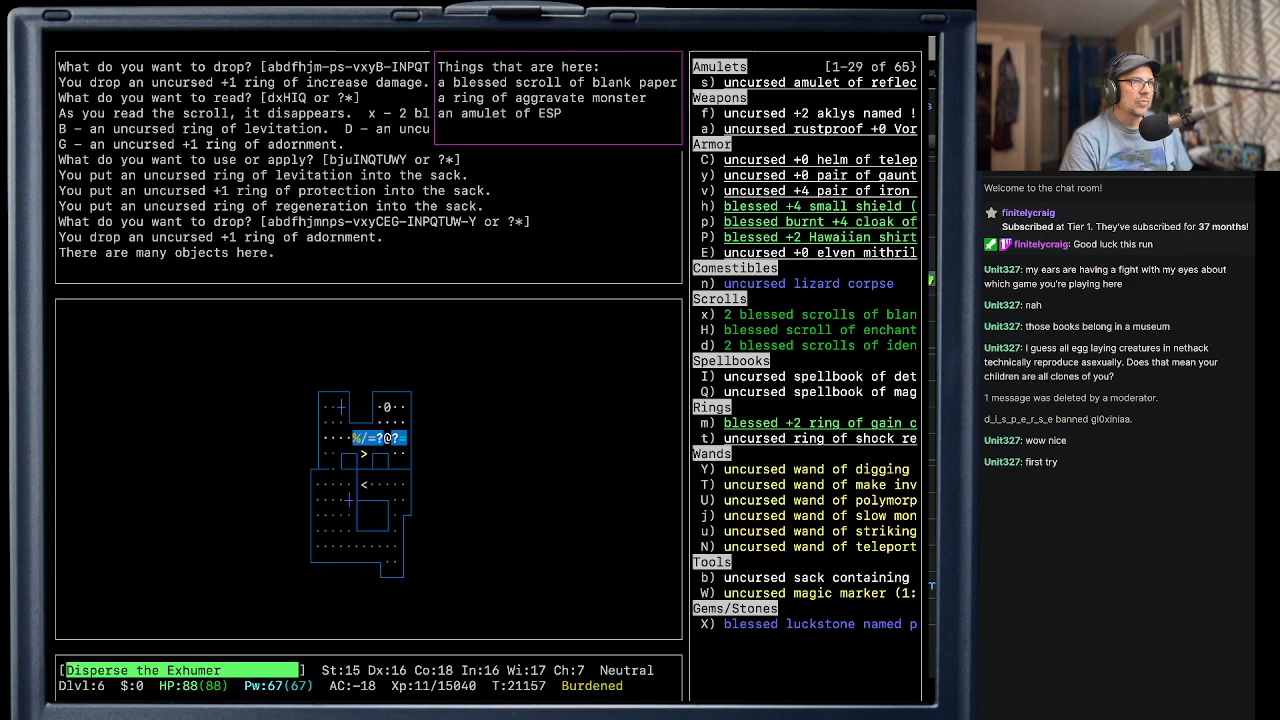 What do you want to drop? [abdfhjm-ps-vxyB-INPQT
You drop an uncursed +1 ring of increase damage.
What do you want to read? [dxHIQ or ?*]
As you read the scroll, it disappears.  x - 2 bl
B - an uncursed ring of levitation.  D - an uncu
G - an uncursed +1 ring of adornment.
What do you want to use or apply? [bjuINQTUWY or ?*]
You put an uncursed ring of levitation into the sack.
You put an uncursed +1 ring of protection into the sack.
You put an uncursed ring of regeneration into the sack.
What do you want to drop? [abdfhjmnps-vxyCEG-INPQTUW-Y or ?*]
You drop an uncursed +1 ring of adornment.
There are many objects here.
Things that are here:
a blessed scroll of blank paper
a ring of aggravate monster
an amulet of ESP
Amulets [1-29 of 65}
s) uncursed amulet of reflec
Weapons
f) uncursed +2 aklys named !
a) uncursed rustproof +0 Vor
Armor
C) uncursed +0 helm of telep
y) uncursed +0 pair of gaunt
v) uncursed +4 pair of iron
h) blessed +4 small shield (
p) blessed burnt +4 cloak of
P) blessed +2 Hawaiian shirt
E) uncursed +0 elven mithril
Comestibles
n) uncursed lizard corpse
Scrolls
x) 2 blessed scrolls of blan
H) blessed scroll of enchant
d) 2 blessed scrolls of iden
Spellbooks
I) uncursed spellbook of det
Q) uncursed spellbook of mag
Rings
m) blessed +2 ring of gain c
t) uncursed ring of shock re
Wands
Y) uncursed wand of digging
T) uncursed wand of make inv
U) uncursed wand of polymorp
j) uncursed wand of slow mon
u) uncursed wand of striking
N) uncursed wand of teleport
Tools
b) uncursed sack containing
W) uncursed magic marker (1:
Gems/Stones
X) blessed luckstone named p
[Disperse the Exhumer ] St:15 Dx:16 Co:18 In:16 Wi:17 Ch:7 Neutral
Dlvl:6 $:0 HP:88(88) Pw:67(67) AC:-18 Xp:11/15040 T:21157 Burdened
Welcome to the chat room!
finitelycraig
Subscribed at Tier 1. They've subscribed for 37 months!
finitelycraig: Good luck this run
Unit327: my ears are having a fight with my eyes about
which game you're playing here
Unit327: nah
Unit327: those books belong in a museum
Unit327: I guess all egg laying creatures in nethack
technically reproduce asexually. Does that mean your
children are all clones of you?
1 message was deleted by a moderator.
d_i_s_p_e_r_s_e banned gl0xiniaa.
Unit327: wow nice
Unit327: first try